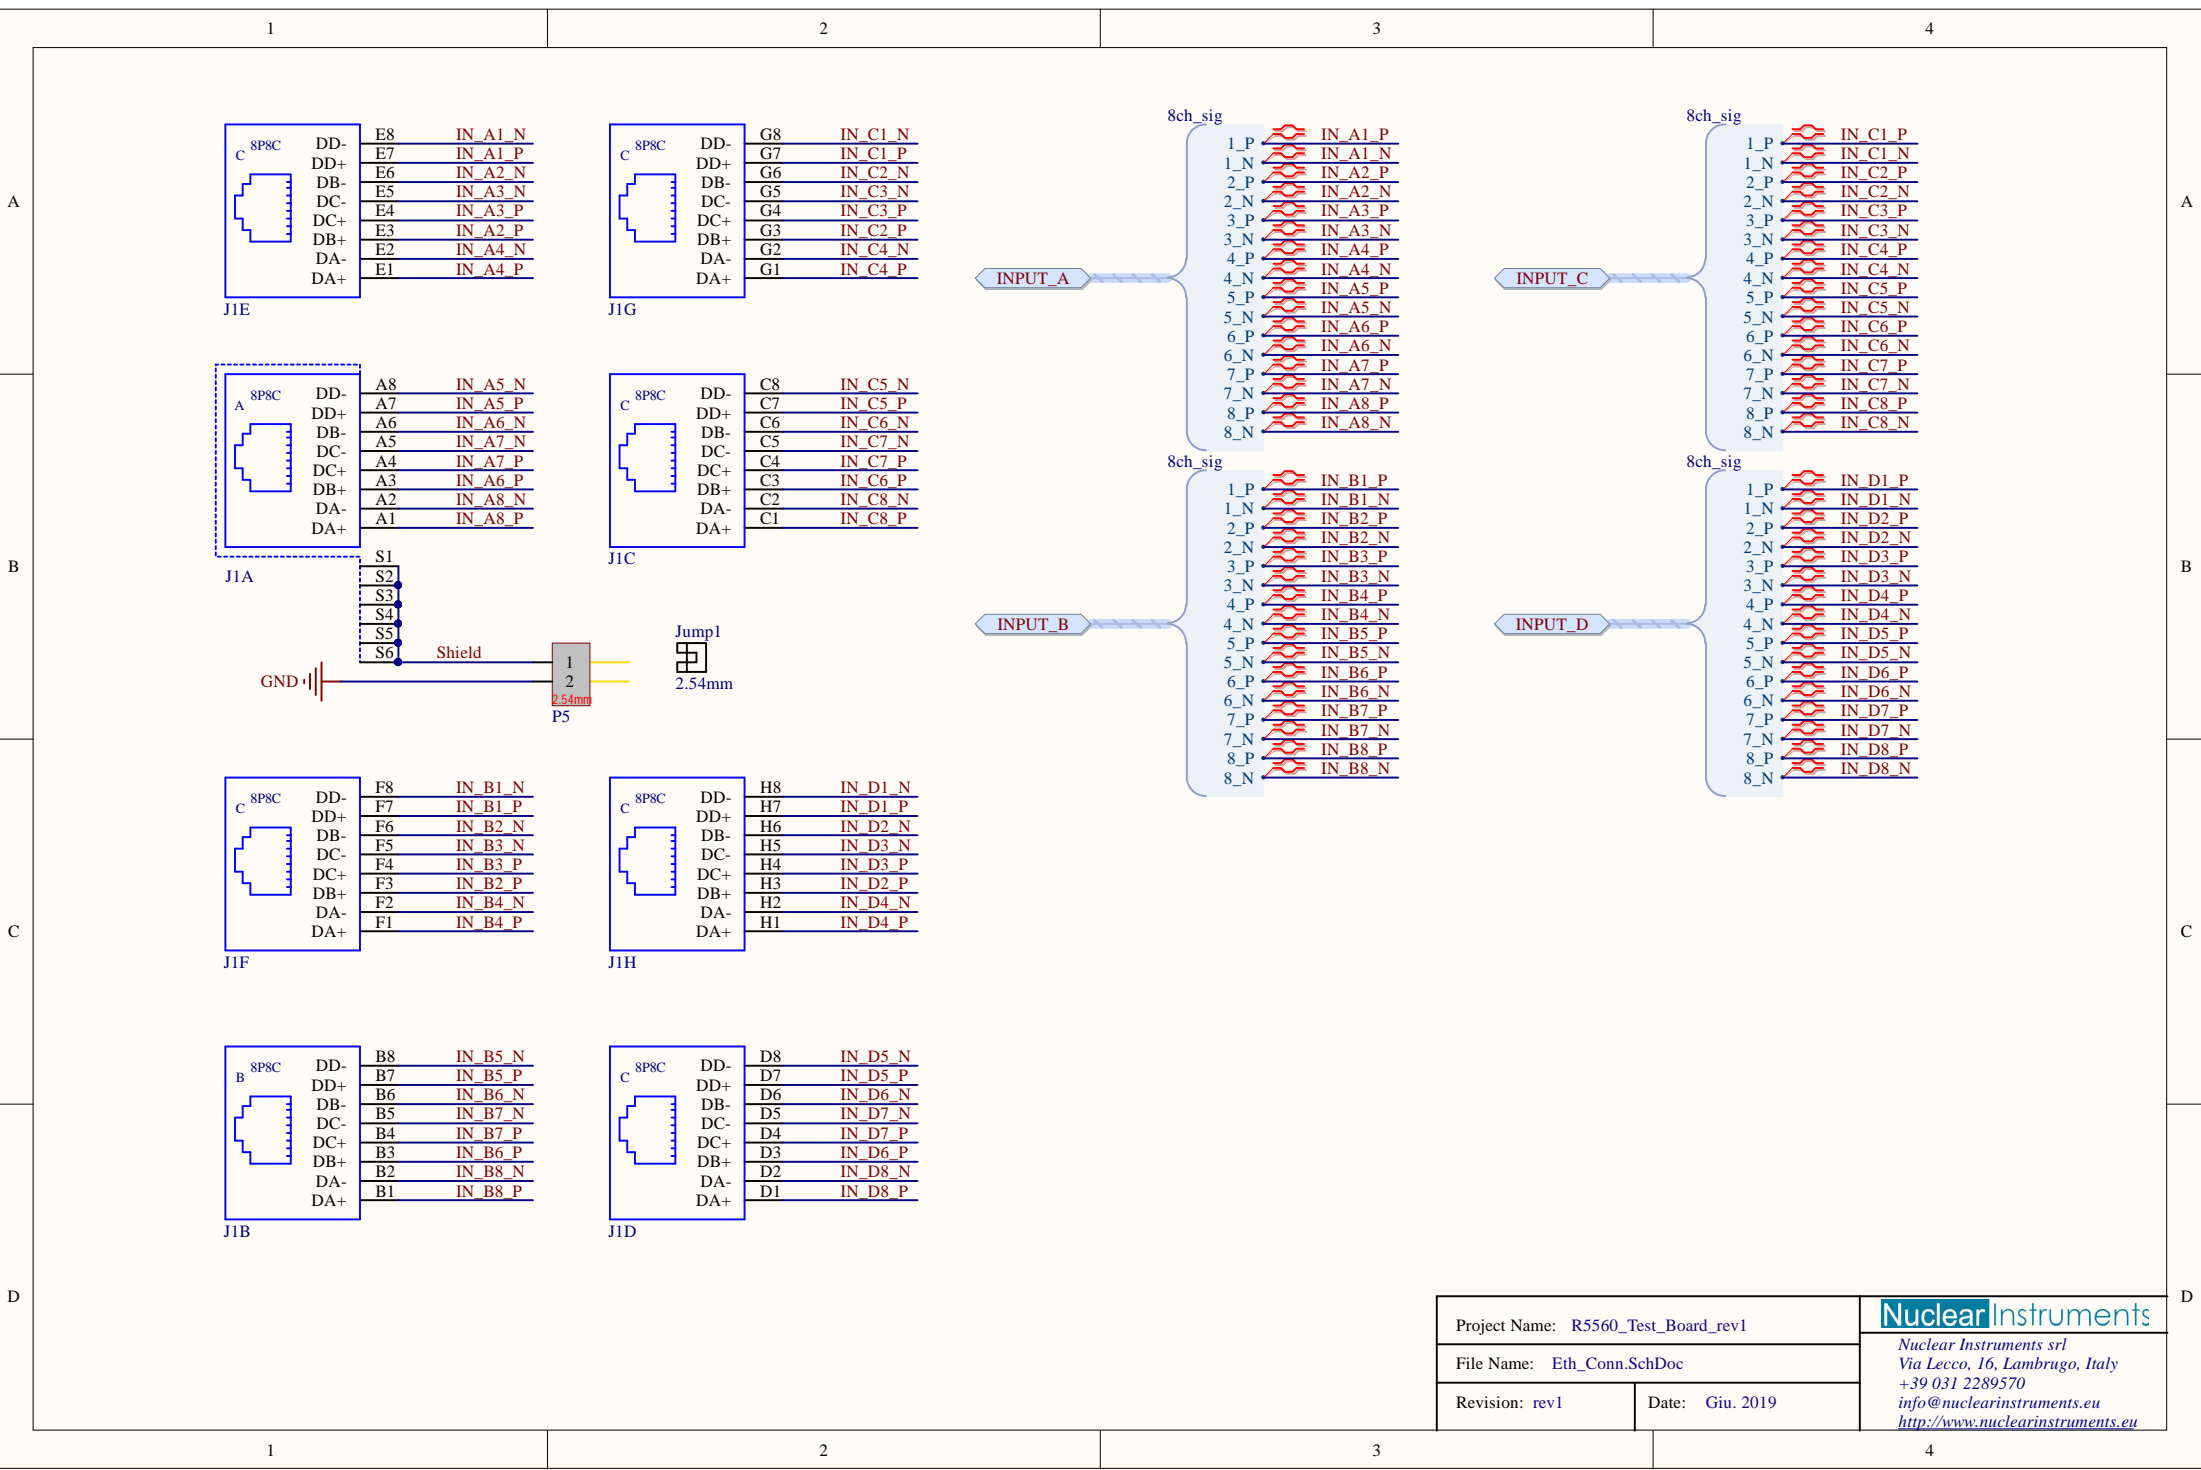 1 2 3 4
A A
B B
C C
D D
8P8C
C
DD- E8 IN_A1_N
DD+ E7 IN_A1_P
DB- E6 IN_A2_N
DC- E5 IN_A3_N
DC+ E4 IN_A3_P
DB+ E3 IN_A2_P
DA- E2 IN_A4_N
DA+ E1 IN_A4_P
J1E
8P8C
C
DD- G8 IN_C1_N
DD+ G7 IN_C1_P
DB- G6 IN_C2_N
DC- G5 IN_C3_N
DC+ G4 IN_C3_P
DB+ G3 IN_C2_P
DA- G2 IN_C4_N
DA+ G1 IN_C4_P
J1G
8P8C
A
DD- A8 IN_A5_N
DD+ A7 IN_A5_P
DB- A6 IN_A6_N
DC- A5 IN_A7_N
DC+ A4 IN_A7_P
DB+ A3 IN_A6_P
DA- A2 IN_A8_N
DA+ A1 IN_A8_P
J1A
S1
S2
S3
S4
S5
S6
Shield
GND
1
2
2.54mm
P5
Jump1
2.54mm
8P8C
C
DD- C8 IN_C5_N
DD+ C7 IN_C5_P
DB- C6 IN_C6_N
DC- C5 IN_C7_N
DC+ C4 IN_C7_P
DB+ C3 IN_C6_P
DA- C2 IN_C8_N
DA+ C1 IN_C8_P
J1C
8P8C
C
DD- F8 IN_B1_N
DD+ F7 IN_B1_P
DB- F6 IN_B2_N
DC- F5 IN_B3_N
DC+ F4 IN_B3_P
DB+ F3 IN_B2_P
DA- F2 IN_B4_N
DA+ F1 IN_B4_P
J1F
8P8C
C
DD- H8 IN_D1_N
DD+ H7 IN_D1_P
DB- H6 IN_D2_N
DC- H5 IN_D3_N
DC+ H4 IN_D3_P
DB+ H3 IN_D2_P
DA- H2 IN_D4_N
DA+ H1 IN_D4_P
J1H
8P8C
B
DD- B8 IN_B5_N
DD+ B7 IN_B5_P
DB- B6 IN_B6_N
DC- B5 IN_B7_N
DC+ B4 IN_B7_P
DB+ B3 IN_B6_P
DA- B2 IN_B8_N
DA+ B1 IN_B8_P
J1B
8P8C
C
DD- D8 IN_D5_N
DD+ D7 IN_D5_P
DB- D6 IN_D6_N
DC- D5 IN_D7_N
DC+ D4 IN_D7_P
DB+ D3 IN_D6_P
DA- D2 IN_D8_N
DA+ D1 IN_D8_P
J1D
8ch_sig
INPUT_A
1_P IN_A1_P
1_N IN_A1_N
2_P IN_A2_P
2_N IN_A2_N
3_P IN_A3_P
3_N IN_A3_N
4_P IN_A4_P
4_N IN_A4_N
5_P IN_A5_P
5_N IN_A5_N
6_P IN_A6_P
6_N IN_A6_N
7_P IN_A7_P
7_N IN_A7_N
8_P IN_A8_P
8_N IN_A8_N
8ch_sig
INPUT_C
1_P IN_C1_P
1_N IN_C1_N
2_P IN_C2_P
2_N IN_C2_N
3_P IN_C3_P
3_N IN_C3_N
4_P IN_C4_P
4_N IN_C4_N
5_P IN_C5_P
5_N IN_C5_N
6_P IN_C6_P
6_N IN_C6_N
7_P IN_C7_P
7_N IN_C7_N
8_P IN_C8_P
8_N IN_C8_N
8ch_sig
INPUT_B
1_P IN_B1_P
1_N IN_B1_N
2_P IN_B2_P
2_N IN_B2_N
3_P IN_B3_P
3_N IN_B3_N
4_P IN_B4_P
4_N IN_B4_N
5_P IN_B5_P
5_N IN_B5_N
6_P IN_B6_P
6_N IN_B6_N
7_P IN_B7_P
7_N IN_B7_N
8_P IN_B8_P
8_N IN_B8_N
8ch_sig
INPUT_D
1_P IN_D1_P
1_N IN_D1_N
2_P IN_D2_P
2_N IN_D2_N
3_P IN_D3_P
3_N IN_D3_N
4_P IN_D4_P
4_N IN_D4_N
5_P IN_D5_P
5_N IN_D5_N
6_P IN_D6_P
6_N IN_D6_N
7_P IN_D7_P
7_N IN_D7_N
8_P IN_D8_P
8_N IN_D8_N
Project Name: R5560_Test_Board_rev1
File Name: Eth_Conn.SchDoc
Revision: rev1 Date: Giu. 2019
Nuclear Instruments
Nuclear Instruments srl
Via Lecco, 16, Lambrugo, Italy
+39 031 2289570
info@nuclearinstruments.eu
http://www.nuclearinstruments.eu
1 2 3 4